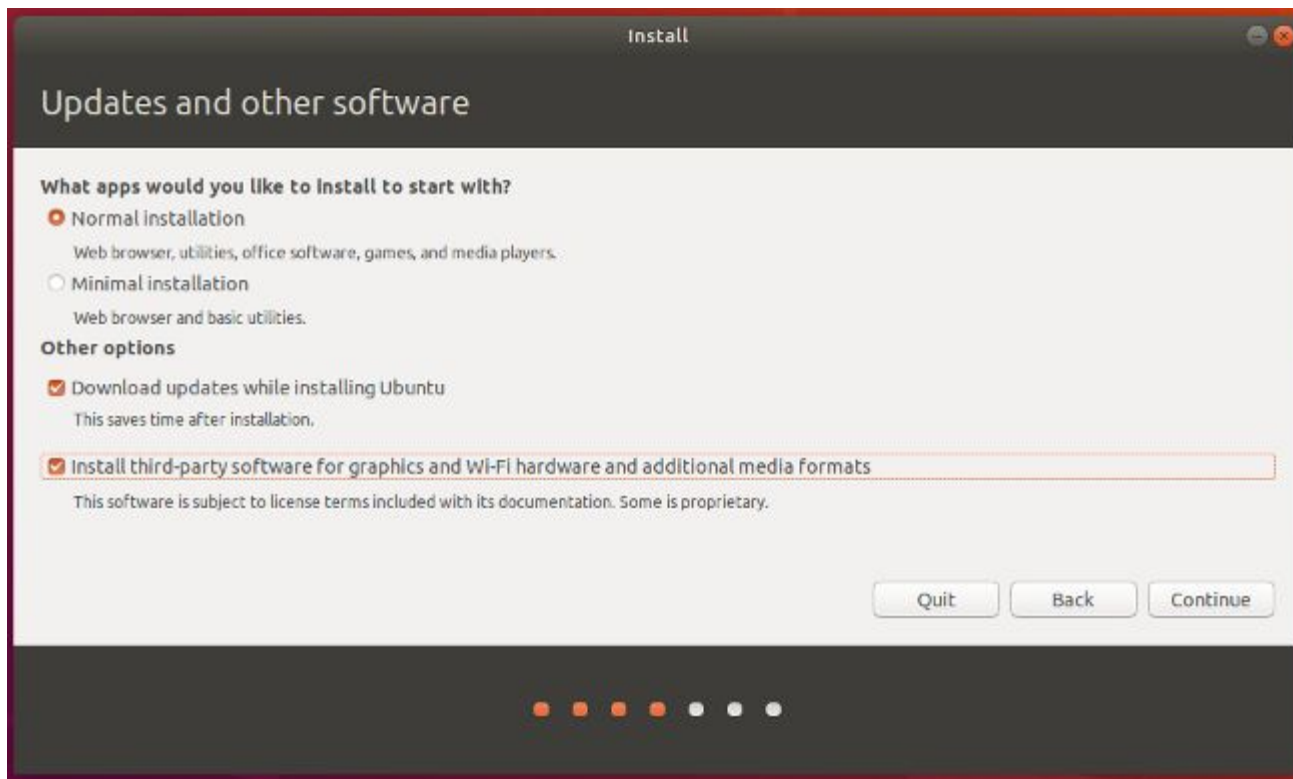 Install
Updates and other software
What apps would you like to install to start with?
Normal installation
Web browser, utilities, office software, games, and media players.
Minimal installation
Web browser and basic utilities.
Other options
Download updates while installing Ubuntu
This saves time after installation.
Install third-party software for graphics and Wi-Fi hardware and additional media formats
This software is subject to license terms included with its documentation. Some is proprietary.
Quit Back Continue